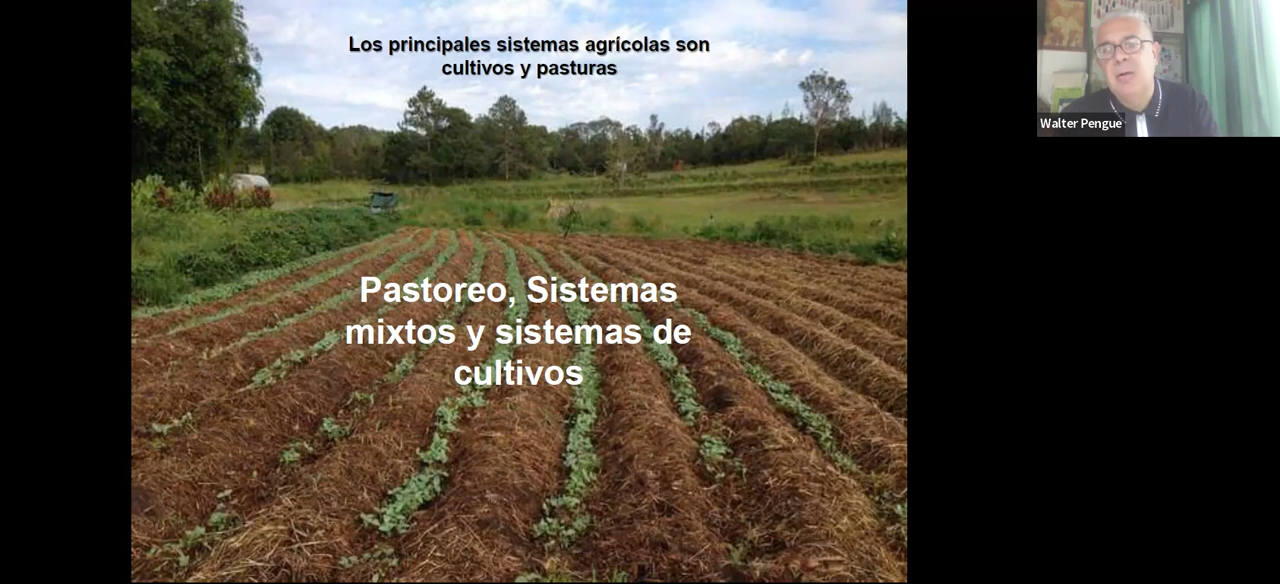 Los principales sistemas agrícolas son
cultivos y pasturas
Walter Pengue
Pastoreo, Sistemas
mixtos y sistemas de
cultivos